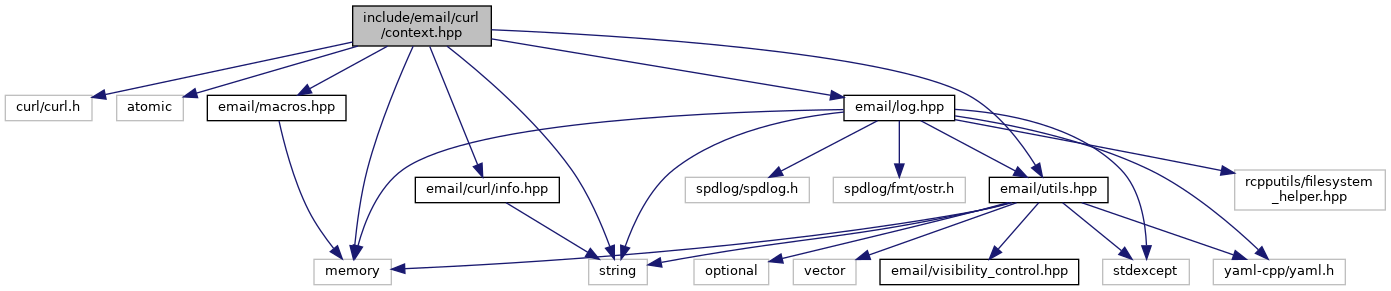 include/email/curl
/context.hpp
curl/curl.h
atomic
email/macros.hpp
email/log.hpp
email/curl/info.hpp
spdlog/spdlog.h
spdlog/fmt/ostr.h
email/utils.hpp
rcpputils/filesystem
_helper.hpp
memory
string
optional
vector
email/visibility_control.hpp
stdexcept
yaml-cpp/yaml.h